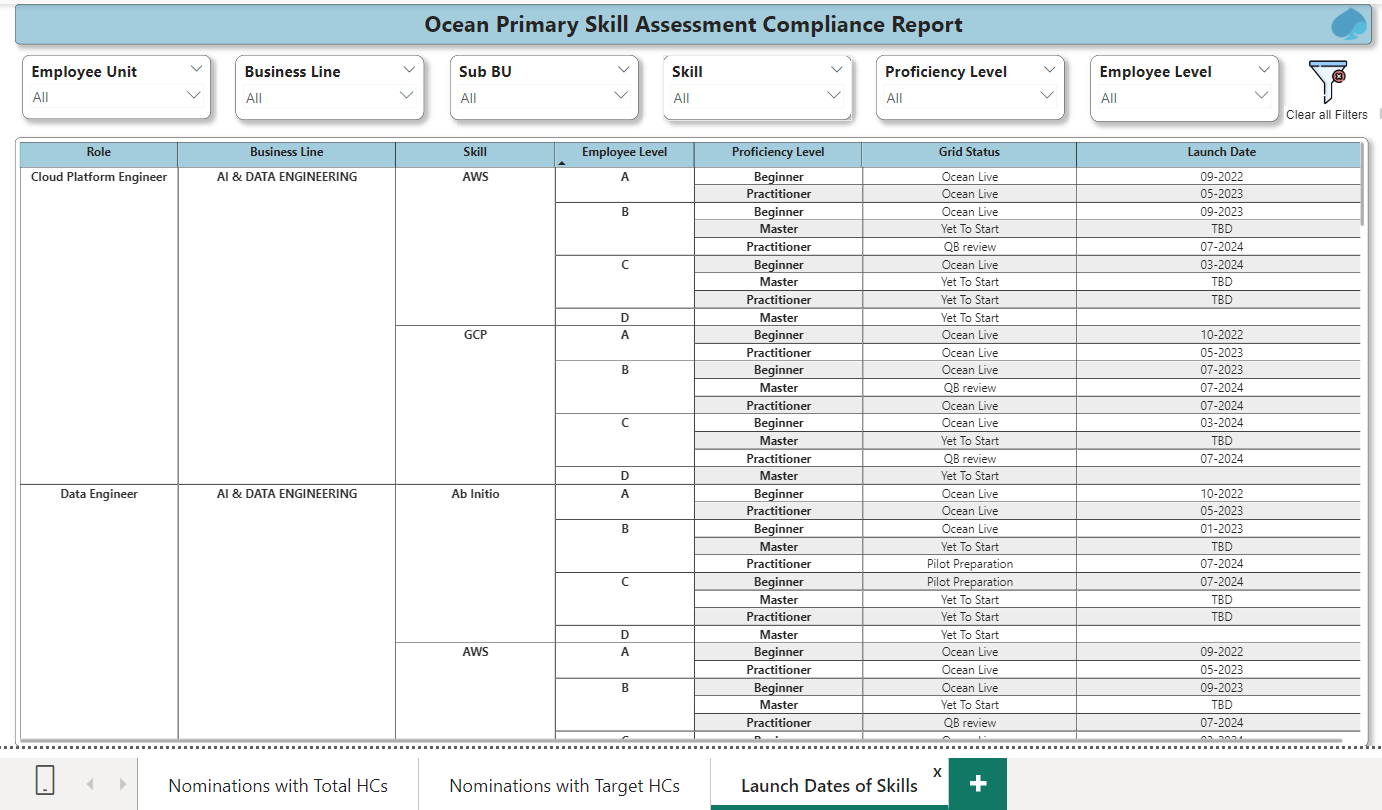 Ocean Primary Skill Assessment Compliance Report
Employee Unit Business Line Sub BU Skill Proficiency Level Employee Level
All All All All All All
Clear all Filters
Role Business Line Skill Employee Level Proficiency Level Grid Status Launch Date
Cloud Platform Engineer AI & DATA ENGINEERING AWS A Beginner Ocean Live 09-2022
Practitioner Ocean Live 05-2023
B Beginner Ocean Live 09-2023
Master Yet To Start TBD
Practitioner QB review 07-2024
C Beginner Ocean Live 03-2024
Master Yet To Start TBD
Practitioner Yet To Start TBD
D Master Yet To Start
GCP A Beginner Ocean Live 10-2022
Practitioner Ocean Live 05-2023
B Beginner Ocean Live 07-2023
Master QB review 07-2024
Practitioner Ocean Live 07-2024
C Beginner Ocean Live 03-2024
Master Yet To Start TBD
Practitioner QB review 07-2024
D Master Yet To Start
Data Engineer AI & DATA ENGINEERING Ab Initio A Beginner Ocean Live 10-2022
Practitioner Ocean Live 05-2023
B Beginner Ocean Live 01-2023
Master Yet To Start TBD
Practitioner Pilot Preparation 07-2024
C Beginner Pilot Preparation 07-2024
Master Yet To Start TBD
Practitioner Yet To Start TBD
D Master Yet To Start
AWS A Beginner Ocean Live 09-2022
Practitioner Ocean Live 05-2023
B Beginner Ocean Live 09-2023
Master Yet To Start TBD
Practitioner QB review 07-2024
Nominations with Total HCs Nominations with Target HCs Launch Dates of Skills x +